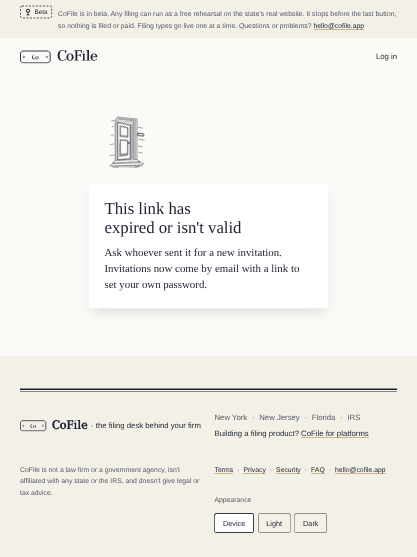 Beta
CoFile is in beta. Any filing can run as a free rehearsal on the state's real website. It stops before the last button,
so nothing is filed or paid. Filing types go live one at a time. Questions or problems? hello@cofile.app
Co CoFile
Log in
This link has
expired or isn't valid
Ask whoever sent it for a new invitation.
Invitations now come by email with a link to
set your own password.
Co CoFile · the filing desk behind your firm
New York · New Jersey · Florida · IRS
Building a filing product? CoFile for platforms
CoFile is not a law firm or a government agency, isn't
affiliated with any state or the IRS, and doesn't give legal or
tax advice.
Terms · Privacy · Security · FAQ · hello@cofile.app
Appearance
Device Light Dark